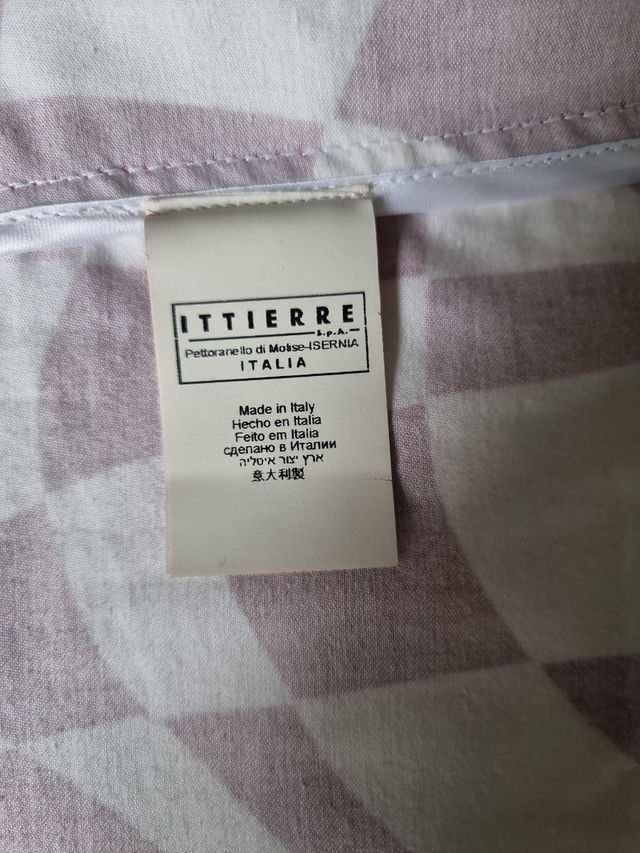 ITTIERRE
S.p.A.
Pettoranello di Molise-ISERNIA
ITALIA
Made in Italy
Hecho en Italia
Feito em Italia
сделано в Италии
ארץ יצור איטליה
意大利製